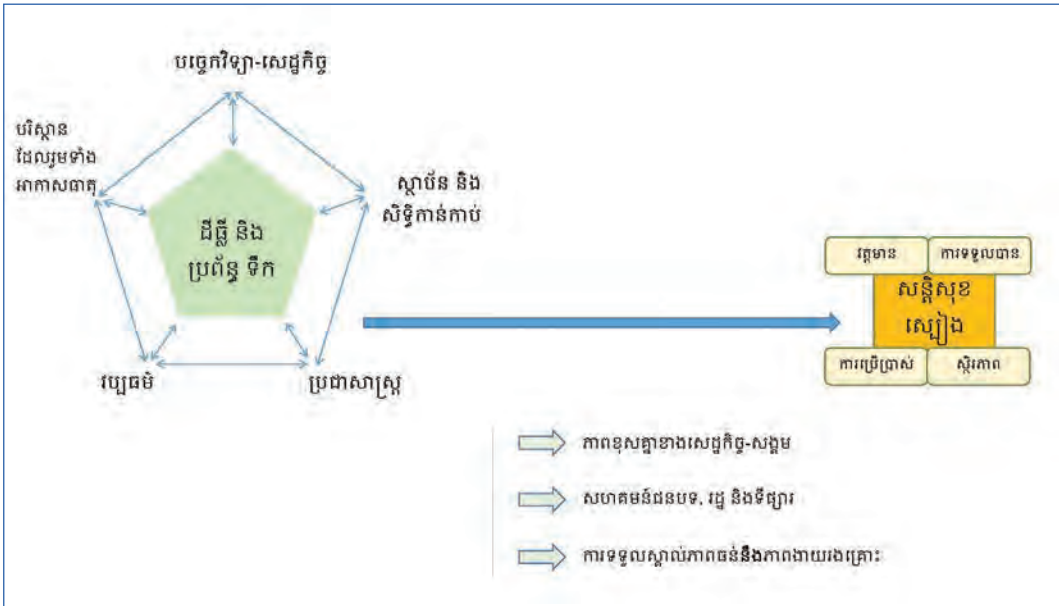 បច្ចេកវិទ្យា-សេដ្ឋកិច្ច
បរិស្ថាន
ដែលរួមទាំង
អាកាសធាតុ
ស្ថាប័ន និង
សិទ្ធិកាន់កាប់
ដីធ្លី និង
ប្រព័ន្ធ ទឹក
វប្បធម៌
ប្រជាសាស្ត្រ
វត្តមាន
ការទទួលបាន
សន្តិសុខ
ស្បៀង
ការប្រើប្រាស់
ស្ថិរភាព
ភាពខុសគ្នាខាងសេដ្ឋកិច្ច-សង្គម
សហគមន៍ជនបទ, រដ្ឋ និងទីផ្សារ
ការទទួលស្គាល់ភាពធន់នឹងភាពងាយរងគ្រោះ